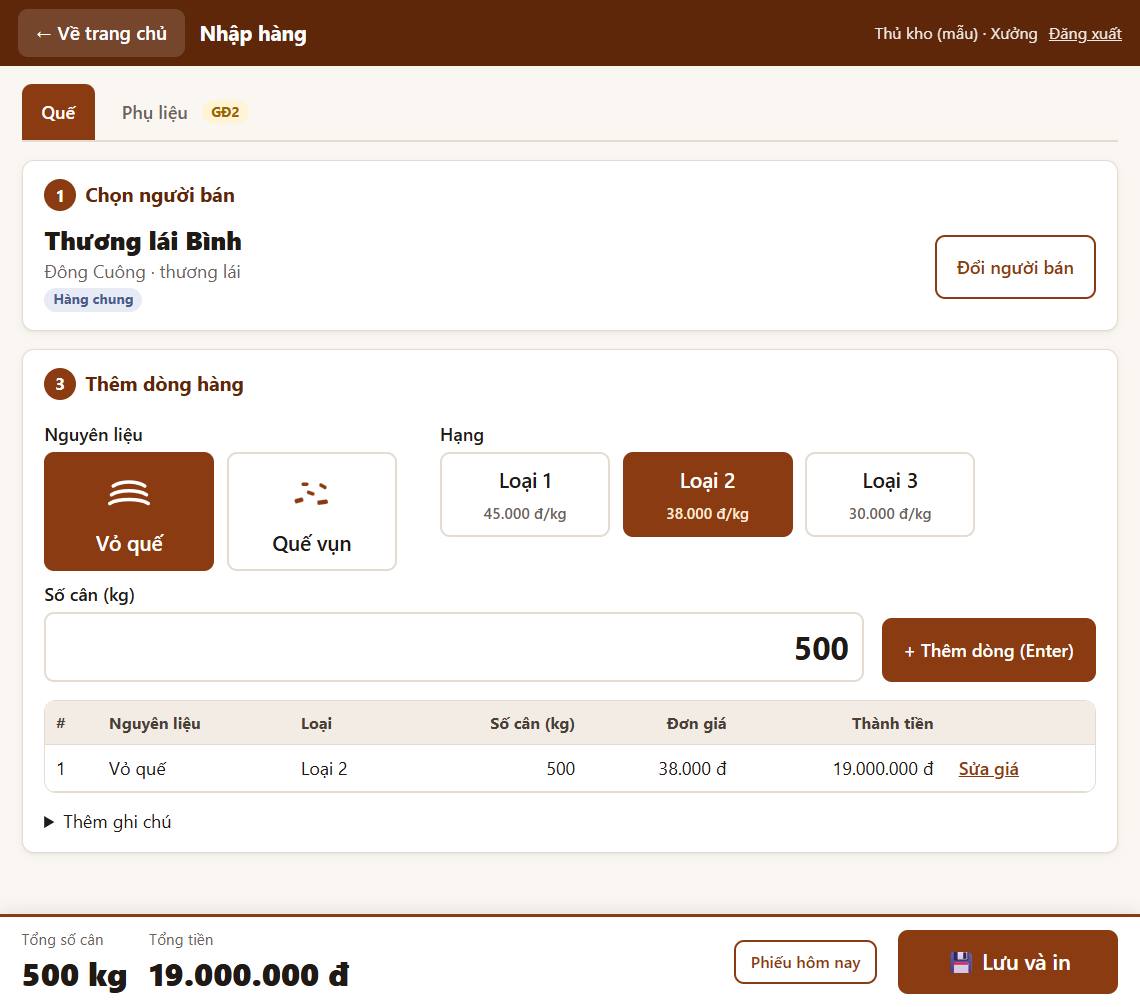 ← Về trang chủ Nhập hàng Thủ kho (mẫu) · Xưởng Đăng xuất
Quế Phụ liệu GĐ2
1 Chọn người bán
Thương lái Bình
Đông Cuông · thương lái
Hàng chung
Đổi người bán
3 Thêm dòng hàng
Nguyên liệu Hạng
Vỏ quế Quế vụn
Loại 1 Loại 2 Loại 3
45.000 đ/kg 38.000 đ/kg 30.000 đ/kg
Số cân (kg)
500 + Thêm dòng (Enter)
# Nguyên liệu Loại Số cân (kg) Đơn giá Thành tiền
1 Vỏ quế Loại 2 500 38.000 đ 19.000.000 đ Sửa giá
▶ Thêm ghi chú
Tổng số cân Tổng tiền
500 kg 19.000.000 đ
Phiếu hôm nay 💾 Lưu và in